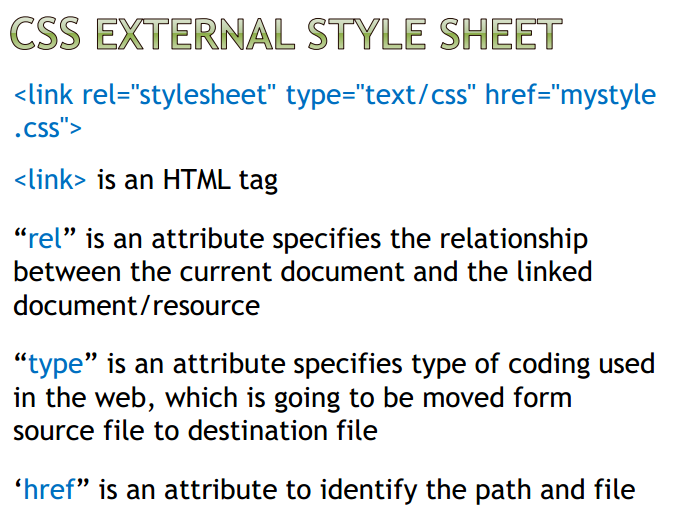 CSS EXTERNAL STYLE SHEET
<link rel="stylesheet" type="text/css" href="mystyle
.css">
<link> is an HTML tag
“rel” is an attribute specifies the relationship
between the current document and the linked
document/resource
“type” is an attribute specifies type of coding used
in the web, which is going to be moved form
source file to destination file
‘href” is an attribute to identify the path and file